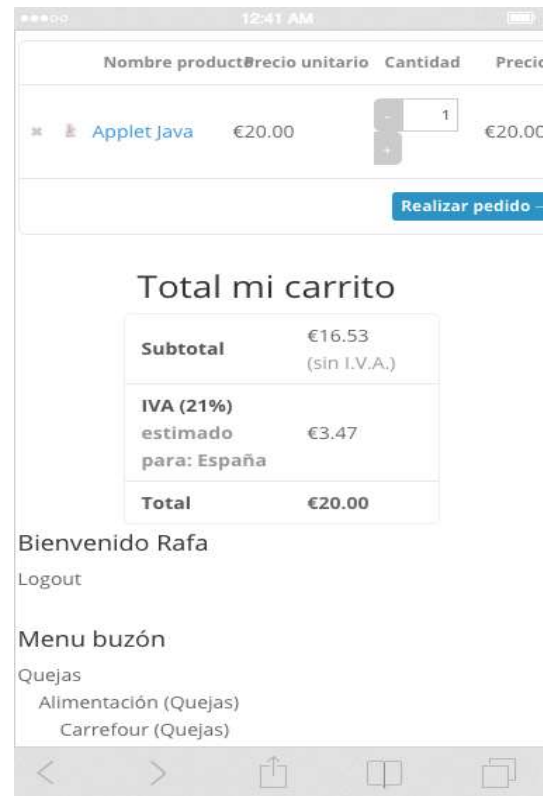 12:41 AM
Nombre producto Precio unitario Cantidad Precio
Applet Java €20.00 - 1 €20.00
+
Realizar pedido
Total mi carrito
Subtotal €16.53
(sin I.V.A.)
IVA (21%)
estimado €3.47
para: España
Total €20.00
Bienvenido Rafa
Logout
Menu buzón
Quejas
Alimentación (Quejas)
Carrefour (Quejas)